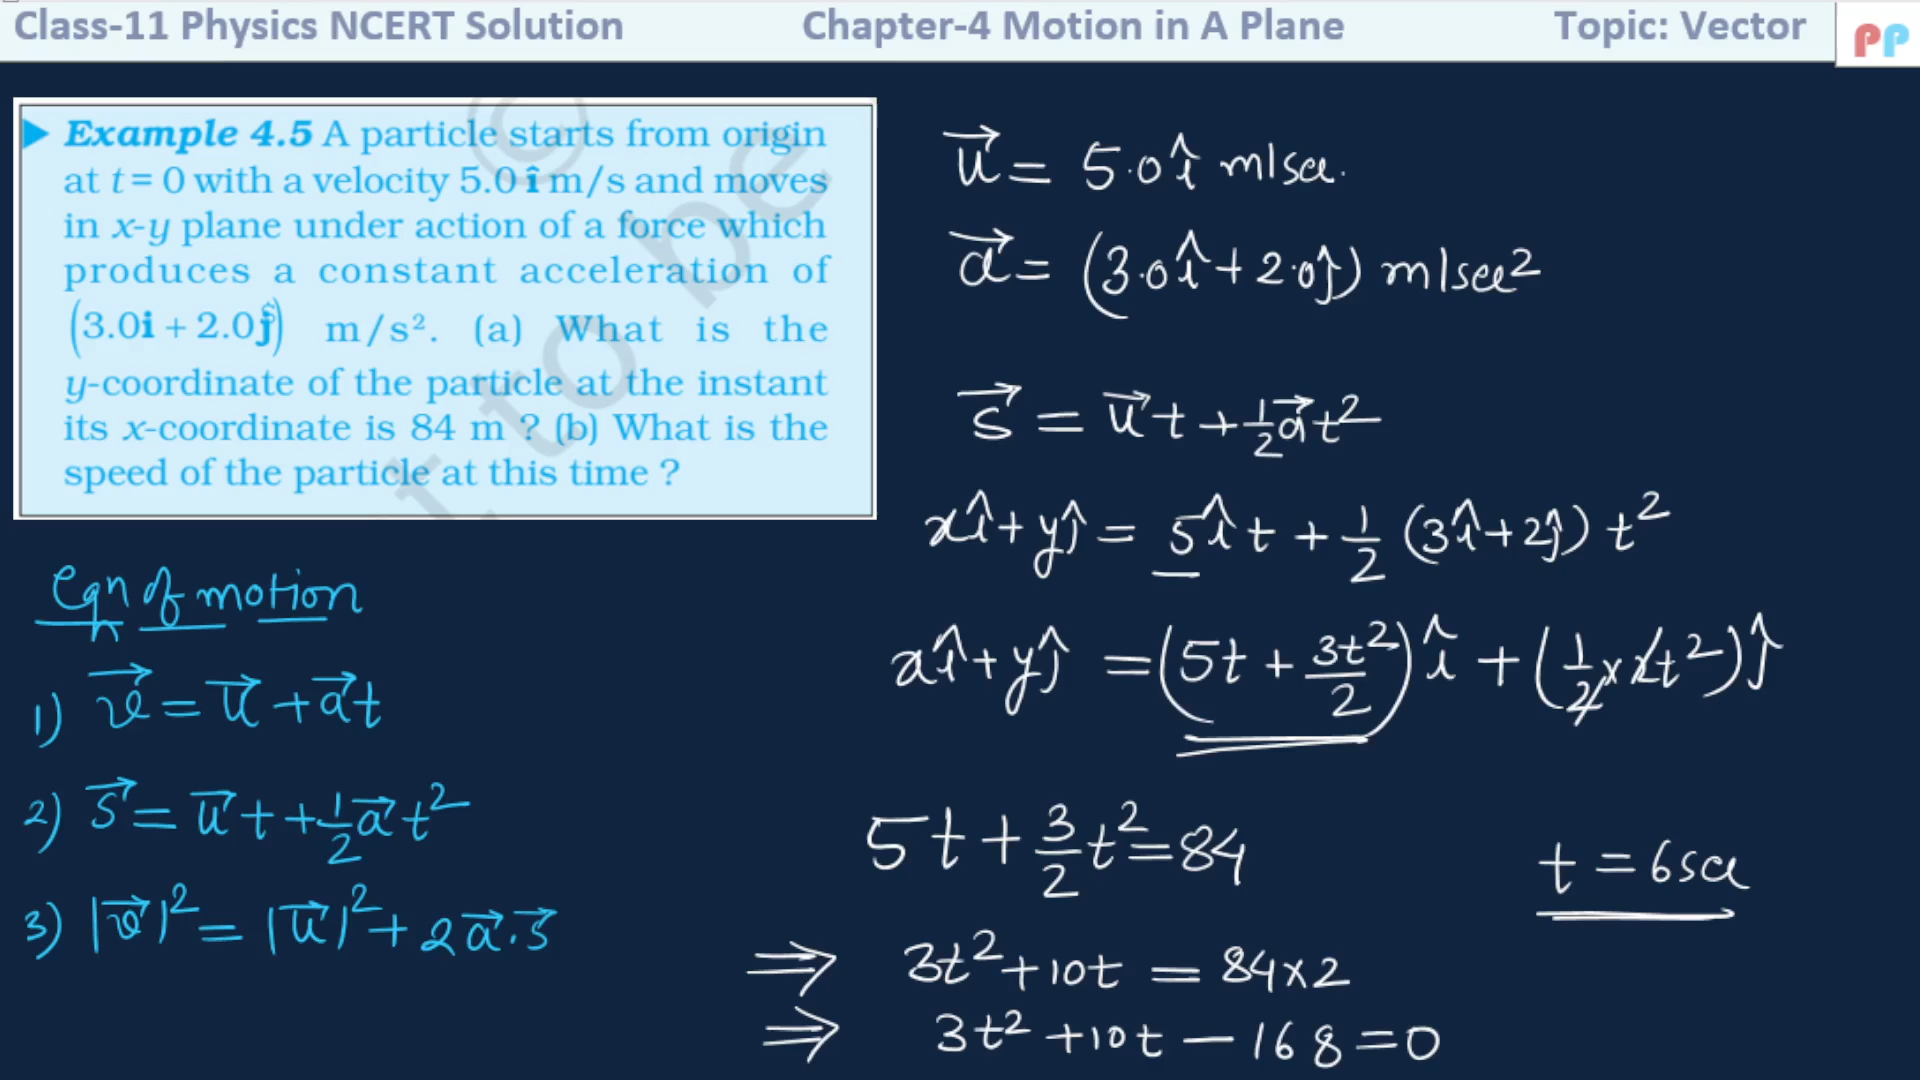 Class-11 Physics NCERT Solution Chapter-4 Motion in A Plane Topic: Vector PP
Example 4.5 A particle starts from origin
at t = 0 with a velocity 5.0 î m/s and moves
in x-y plane under action of a force which
produces a constant acceleration of
(3.0i + 2.0ĵ) m/s². (a) What is the
y-coordinate of the particle at the instant
its x-coordinate is 84 m ? (b) What is the
speed of the particle at this time ?
© t to be
Eqn of motion
1) v⃗ = u⃗ + a⃗t
2) s⃗ = u⃗t + ½a⃗t²
3) |v⃗|² = |u⃗|² + 2a⃗.s⃗
u⃗ = 5.0î m/sec.
a⃗ = (3.0î + 2.0ĵ) m/sec²
s⃗ = u⃗t + ½a⃗t²
xî + yĵ = 5ît + ½ (3î + 2ĵ) t²
xî + yĵ = (5t + 3t²/2)î + (½ × 2t²)ĵ
5t + 3/2 t² = 84
t = 6sec
⇒ 3t² + 10t = 84×2
⇒ 3t² + 10t − 168 = 0